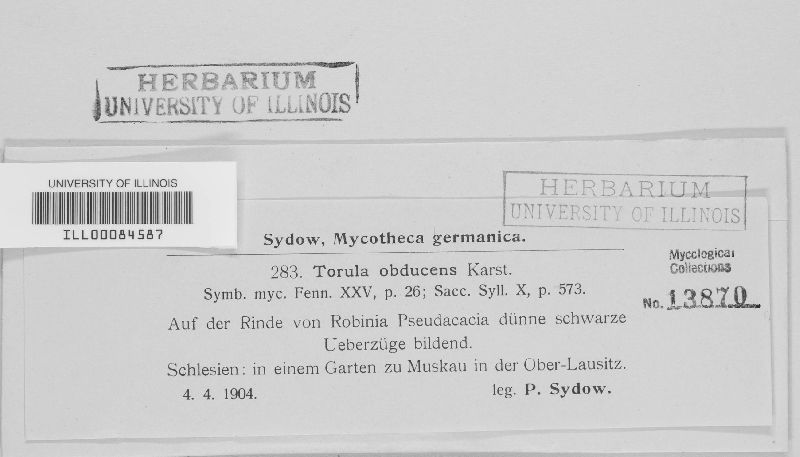 HERBARIUM
UNIVERSITY OF ILLINOIS
UNIVERSITY OF ILLINOIS
ILL00084587
HERBARIUM
UNIVERSITY OF ILLINOIS
Sydow, Mycotheca germanica.
283. Torula obducens Karst.
Symb. myc. Fenn. XXV, p. 26; Sacc. Syll. X, p. 573.
Mycological
Collections
No. 13870
Auf der Rinde von Robinia Pseudacacia dünne schwarze
Ueberzüge bildend.
Schlesien: in einem Garten zu Muskau in der Ober-Lausitz.
4. 4. 1904. leg. P. Sydow.